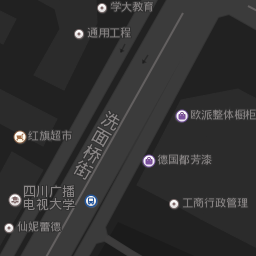 学大教育
通用工程
洗面桥街
欧派整体橱柜
红旗超市
德国都芳漆
四川广播
电视大学
工商行政管理
仙妮蕾德